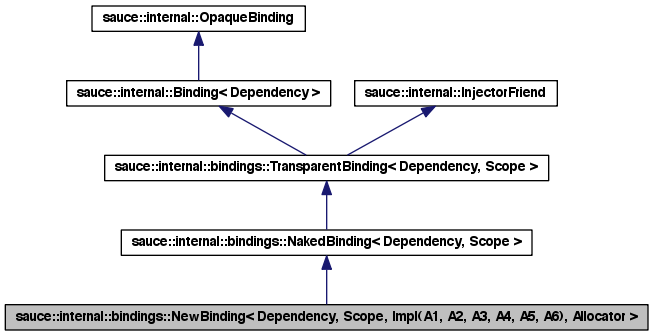 sauce::internal::OpaqueBinding
sauce::internal::Binding< Dependency >
sauce::internal::InjectorFriend
sauce::internal::bindings::TransparentBinding< Dependency, Scope >
sauce::internal::bindings::NakedBinding< Dependency, Scope >
sauce::internal::bindings::NewBinding< Dependency, Scope, Impl(A1, A2, A3, A4, A5, A6), Allocator >